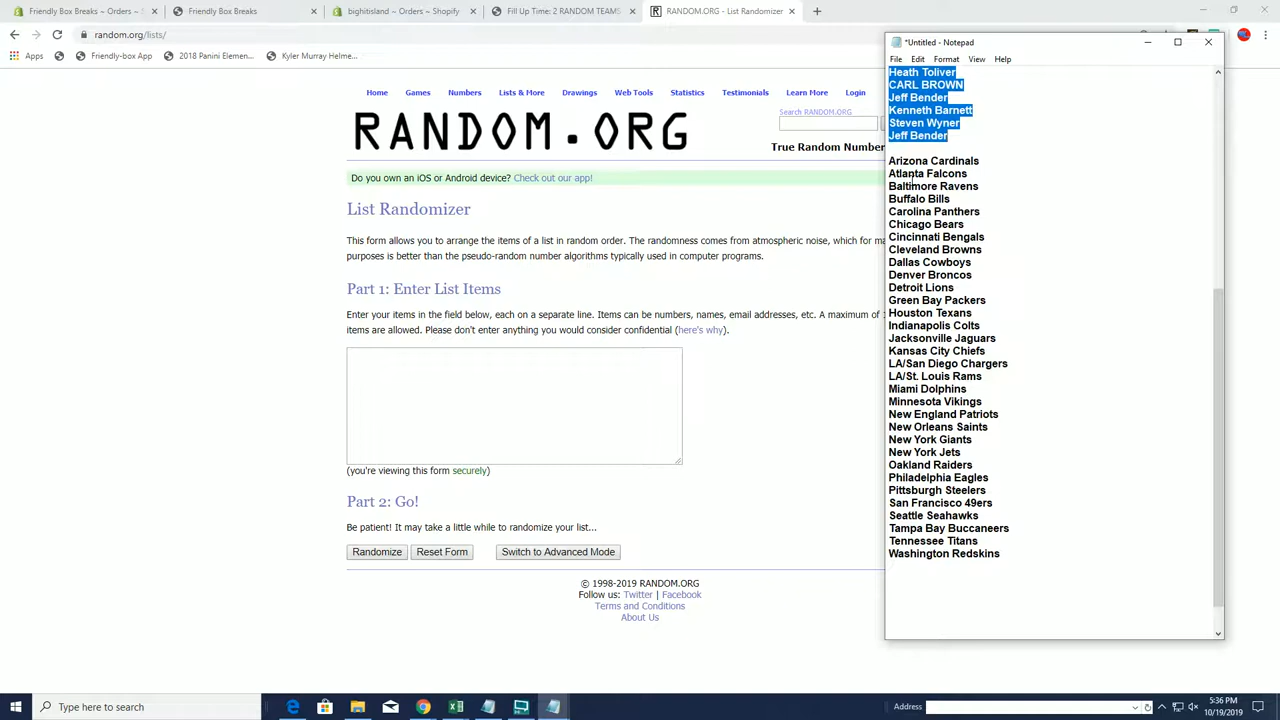 Friendly Box Breaks ~ Orders ~ S
Friendly Box Breaks
bighitisland ~ Orders ~ Shopify
Fill Up Time: 2 RANDOM TEAMS
RANDOM.ORG - List Randomizer
random.org/lists/
Apps
Friendly-box App
2018 Panini Elemen...
Kyler Murray Helme...
Home
Games
Numbers
Lists & More
Drawings
Web Tools
Statistics
Testimonials
Learn More
Login
RANDOM.ORG
Search RANDOM.ORG
True Random Number
Do you own an iOS or Android device? Check out our app!
List Randomizer
This form allows you to arrange the items of a list in random order. The randomness comes from atmospheric noise, which for ma
purposes is better than the pseudo-random number algorithms typically used in computer programs.
Part 1: Enter List Items
Enter your items in the field below, each on a separate line. Items can be numbers, names, email addresses, etc. A maximum of
items are allowed. Please don't enter anything you would consider confidential (here's why).
(you're viewing this form securely)
Part 2: Go!
Be patient! It may take a little while to randomize your list...
Randomize
Reset Form
Switch to Advanced Mode
© 1998-2019 RANDOM.ORG
Follow us: Twitter | Facebook
Terms and Conditions
About Us
*Untitled - Notepad
File Edit Format View Help
Heath Toliver
CARL BROWN
Jeff Bender
Kenneth Barnett
Steven Wyner
Jeff Bender
Arizona Cardinals
Atlanta Falcons
Baltimore Ravens
Buffalo Bills
Carolina Panthers
Chicago Bears
Cincinnati Bengals
Cleveland Browns
Dallas Cowboys
Denver Broncos
Detroit Lions
Green Bay Packers
Houston Texans
Indianapolis Colts
Jacksonville Jaguars
Kansas City Chiefs
LA/San Diego Chargers
LA/St. Louis Rams
Miami Dolphins
Minnesota Vikings
New England Patriots
New Orleans Saints
New York Giants
New York Jets
Oakland Raiders
Philadelphia Eagles
Pittsburgh Steelers
San Francisco 49ers
Seattle Seahawks
Tampa Bay Buccaneers
Tennessee Titans
Washington Redskins
Type here to search
Address
5:36 PM
10/19/2019